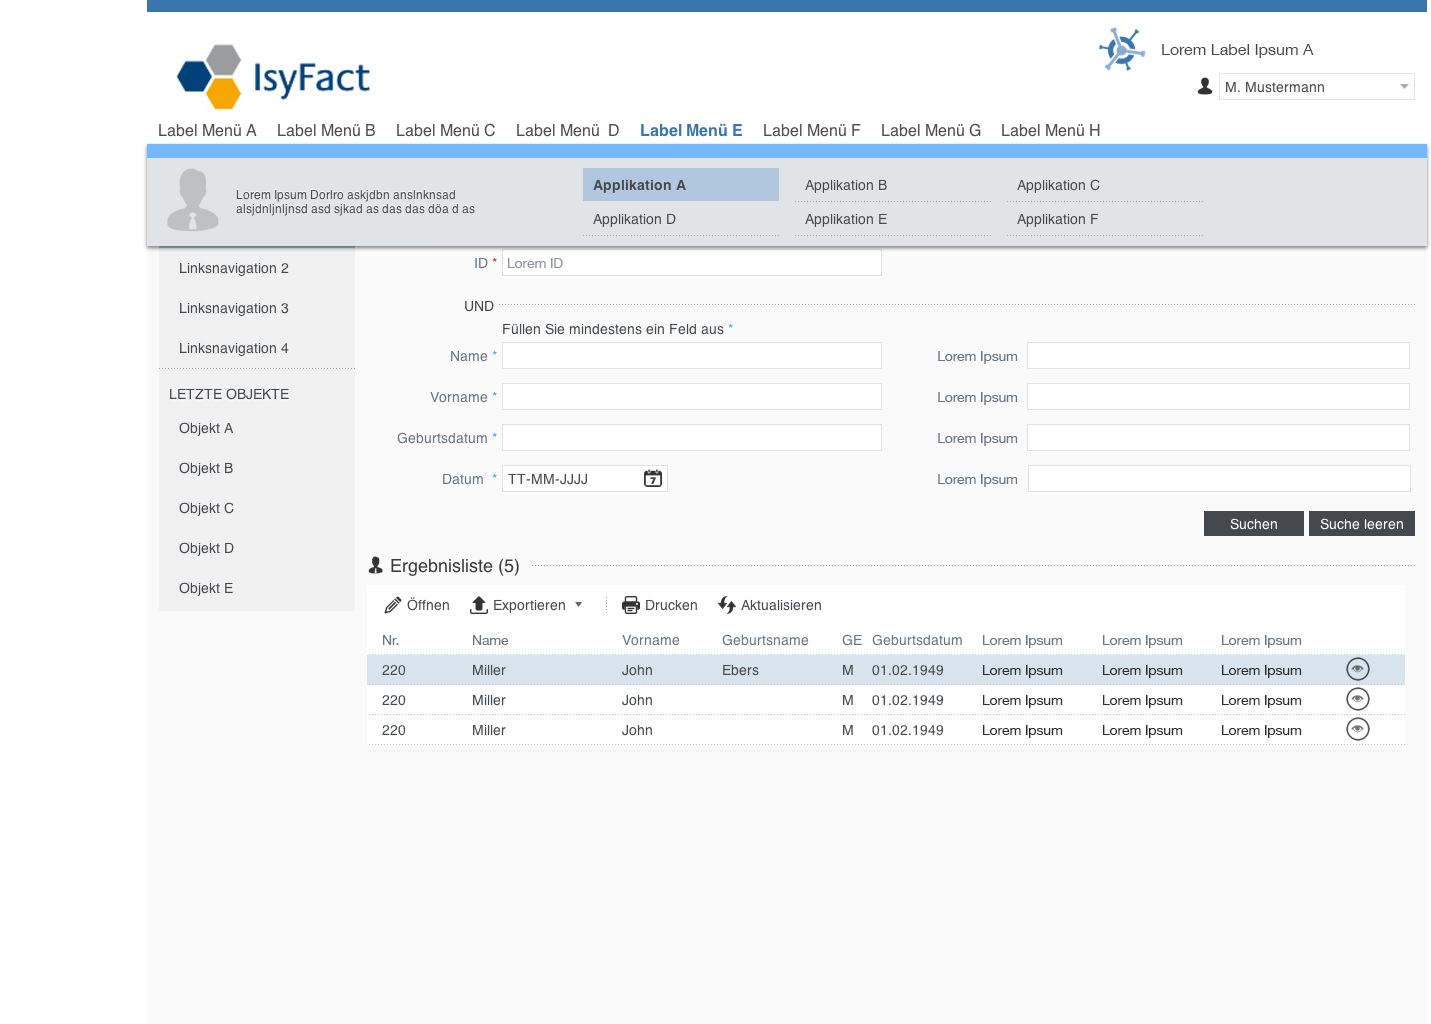 Lorem Label Ipsum A
IsyFact
M. Mustermann
Label Menü A Label Menü B Label Menü C Label Menü D Label Menü E Label Menü F Label Menü G Label Menü H
Lorem Ipsum Dorlro askjdbn anslnknsad
alsjdnljnljnsd asd sjkad as das das döa d as
Applikation A Applikation B Applikation C
Applikation D Applikation E Applikation F
Linksnavigation 2
Linksnavigation 3
Linksnavigation 4
LETZTE OBJEKTE
Objekt A
Objekt B
Objekt C
Objekt D
Objekt E
ID * Lorem ID
UND
Füllen Sie mindestens ein Feld aus *
Name * Lorem Ipsum
Vorname * Lorem Ipsum
Geburtsdatum * Lorem Ipsum
Datum * TT-MM-JJJJ 7 Lorem Ipsum
Suchen Suche leeren
Ergebnisliste (5)
Öffnen Exportieren Drucken Aktualisieren
Nr. Name Vorname Geburtsname GE Geburtsdatum Lorem Ipsum Lorem Ipsum Lorem Ipsum
220 Miller John Ebers M 01.02.1949 Lorem Ipsum Lorem Ipsum Lorem Ipsum
220 Miller John M 01.02.1949 Lorem Ipsum Lorem Ipsum Lorem Ipsum
220 Miller John M 01.02.1949 Lorem Ipsum Lorem Ipsum Lorem Ipsum